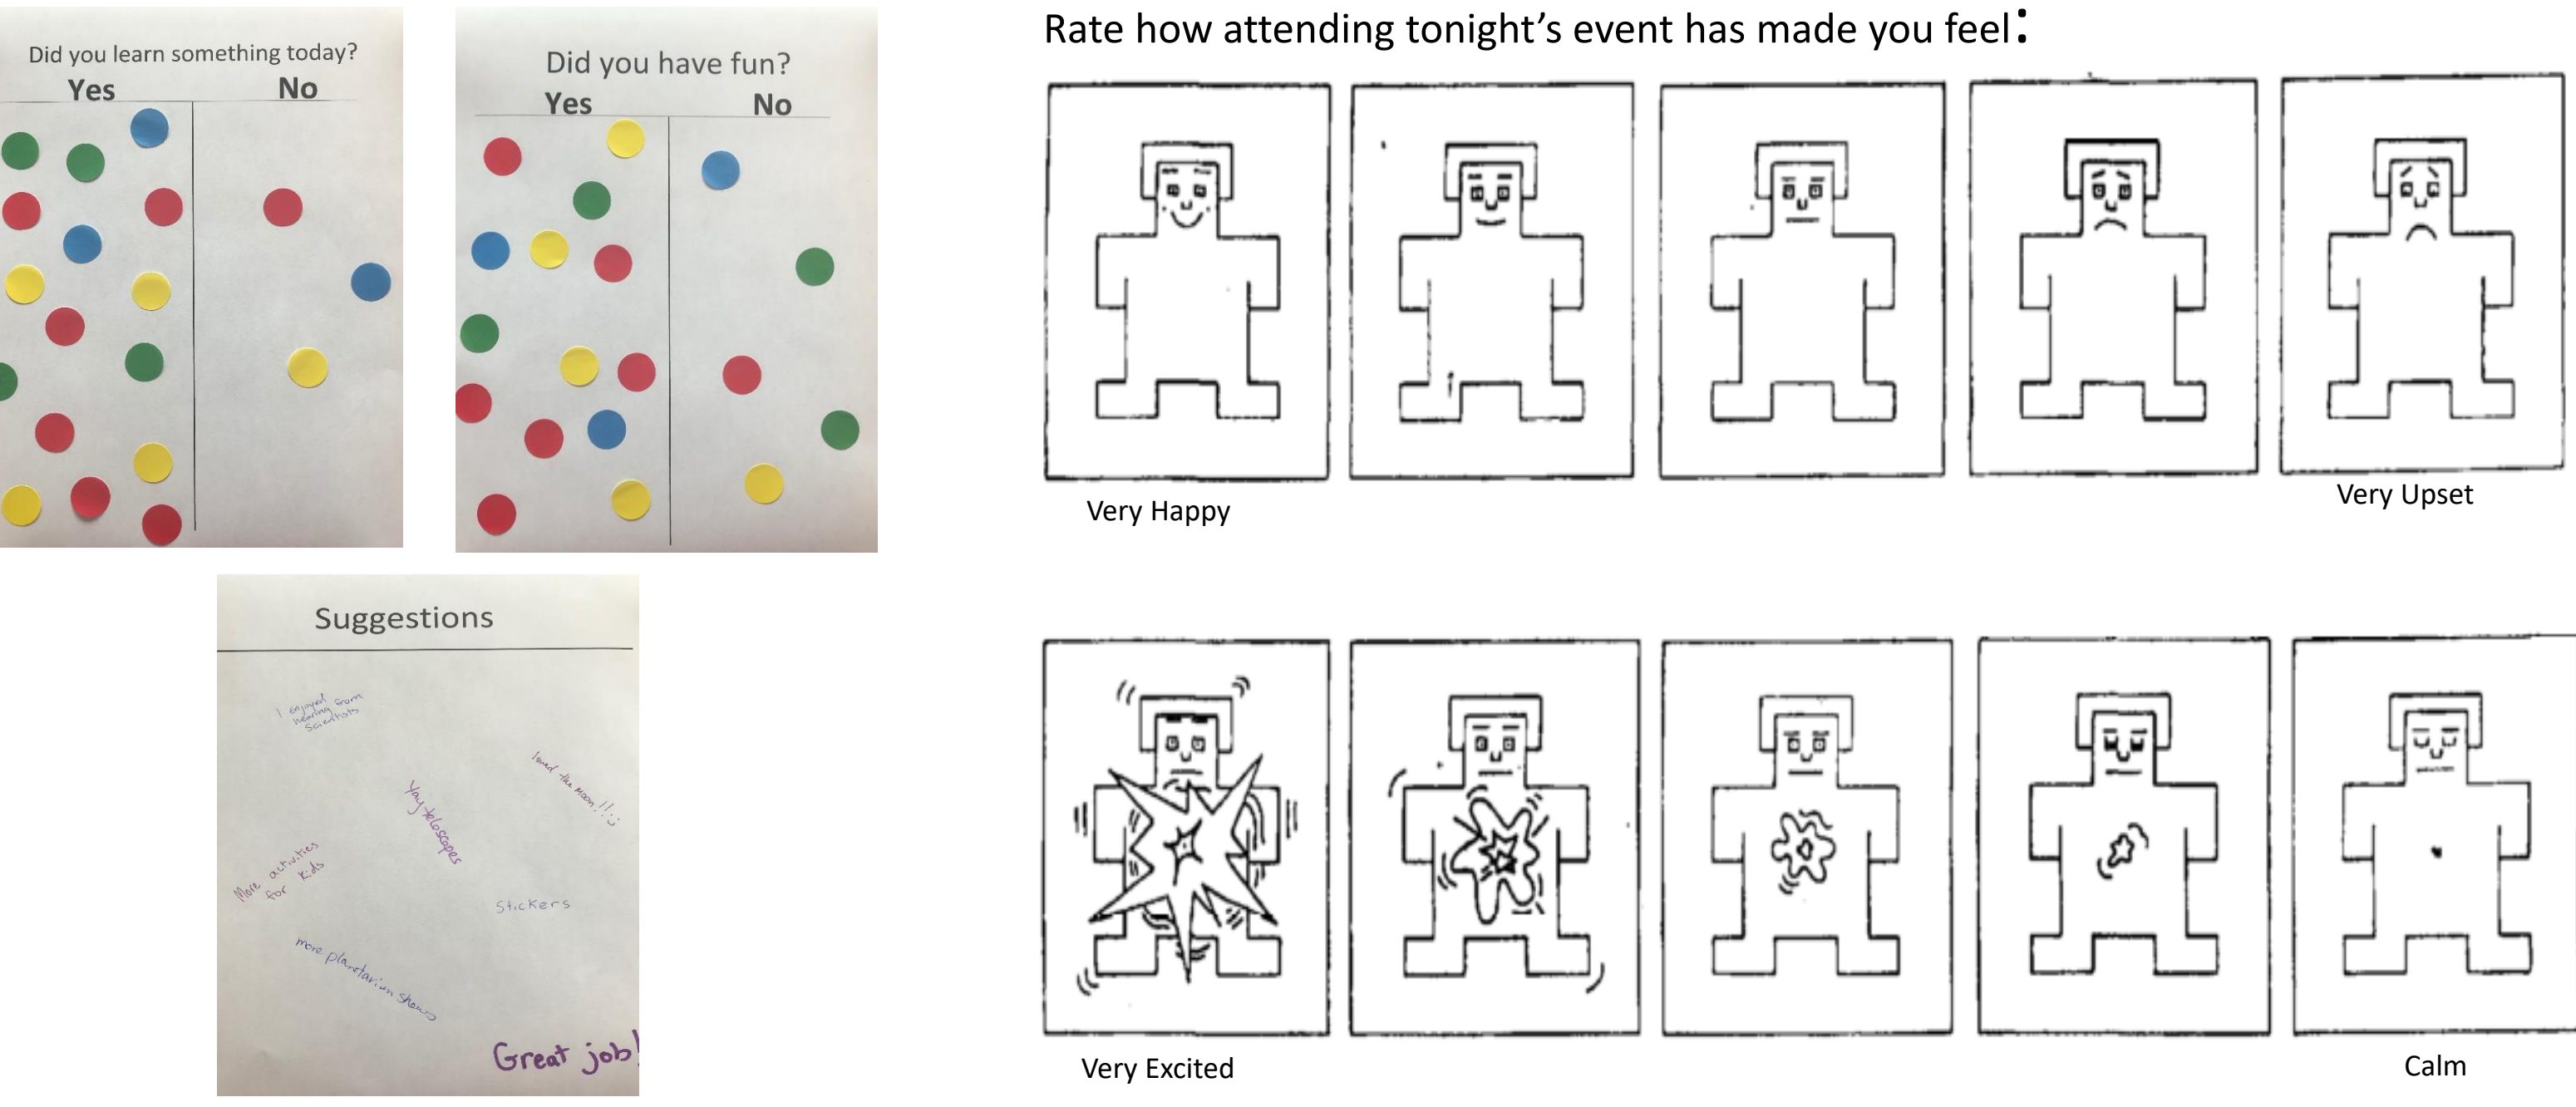 Did you learn something today?
Yes No
Did you have fun?
Yes No
Suggestions
I enjoyed
hearing from
scientists
loved the moon!! :)
Yay teloscopes
More activities
for kids
Stickers
more planetarium shows
Great job!
Rate how attending tonight’s event has made you feel:
Very Happy
Very Upset
Very Excited
Calm